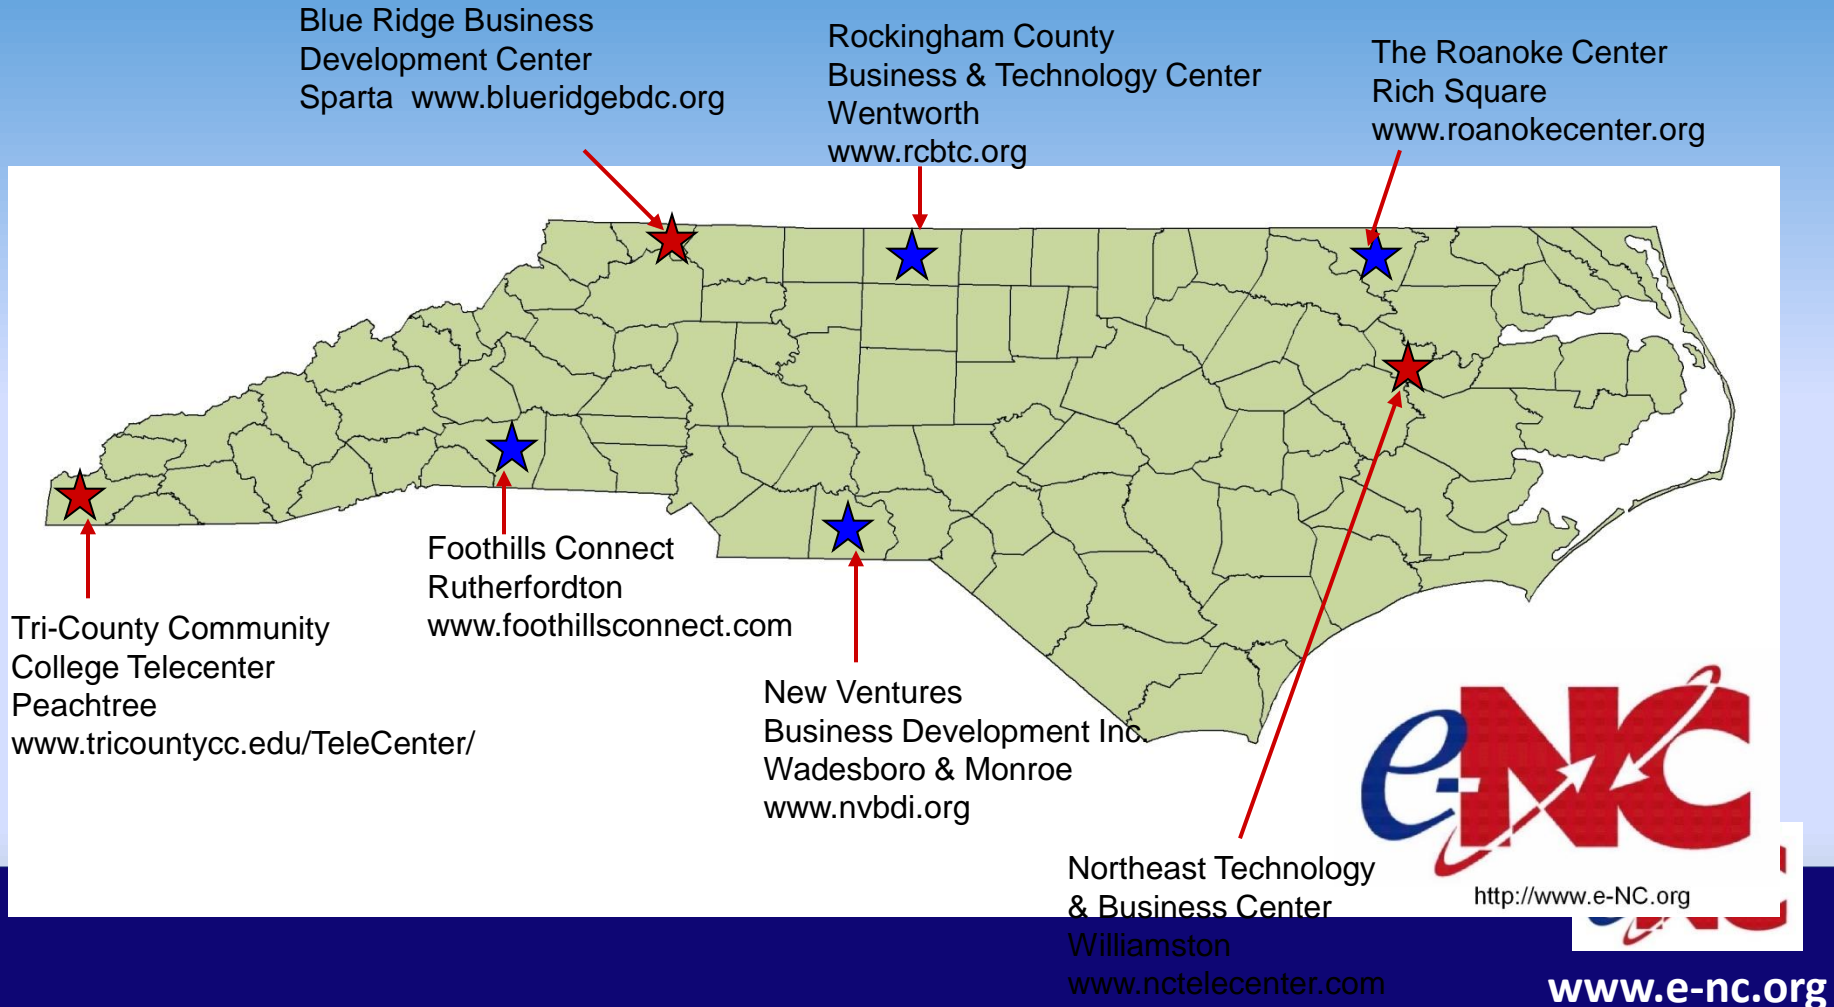 Blue Ridge Business
Development Center
Sparta www.blueridgebdc.org
Rockingham County
Business & Technology Center
Wentworth
www.rcbtc.org
The Roanoke Center
Rich Square
www.roanokecenter.org
Tri-County Community
College Telecenter
Peachtree
www.tricountycc.edu/TeleCenter/
Foothills Connect
Rutherfordton
www.foothillsconnect.com
New Ventures
Business Development Inc.
Wadesboro & Monroe
www.nvbdi.org
Northeast Technology
& Business Center
Williamston
www.nctelecenter.com
e-NC
http://www.e-NC.org
www.e-nc.org